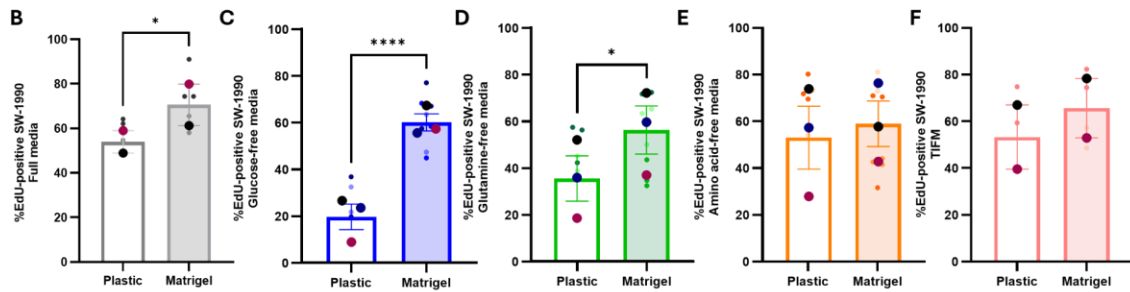 B
*
%EdU-positive SW-1990
Full media
100
80
60
40
20
0
Plastic
Matrigel
C
****
%EdU-positive SW-1990
Glucose-free media
100
80
60
40
20
0
Plastic
Matrigel
D
*
%EdU-positive SW-1990
Glutamine-free media
100
80
60
40
20
0
Plastic
Matrigel
E
%EdU-positive SW-1990
Amino acid-free media
100
80
60
40
20
0
Plastic
Matrigel
F
%EdU-positive SW-1990
TIFM
100
80
60
40
20
0
Plastic
Matrigel